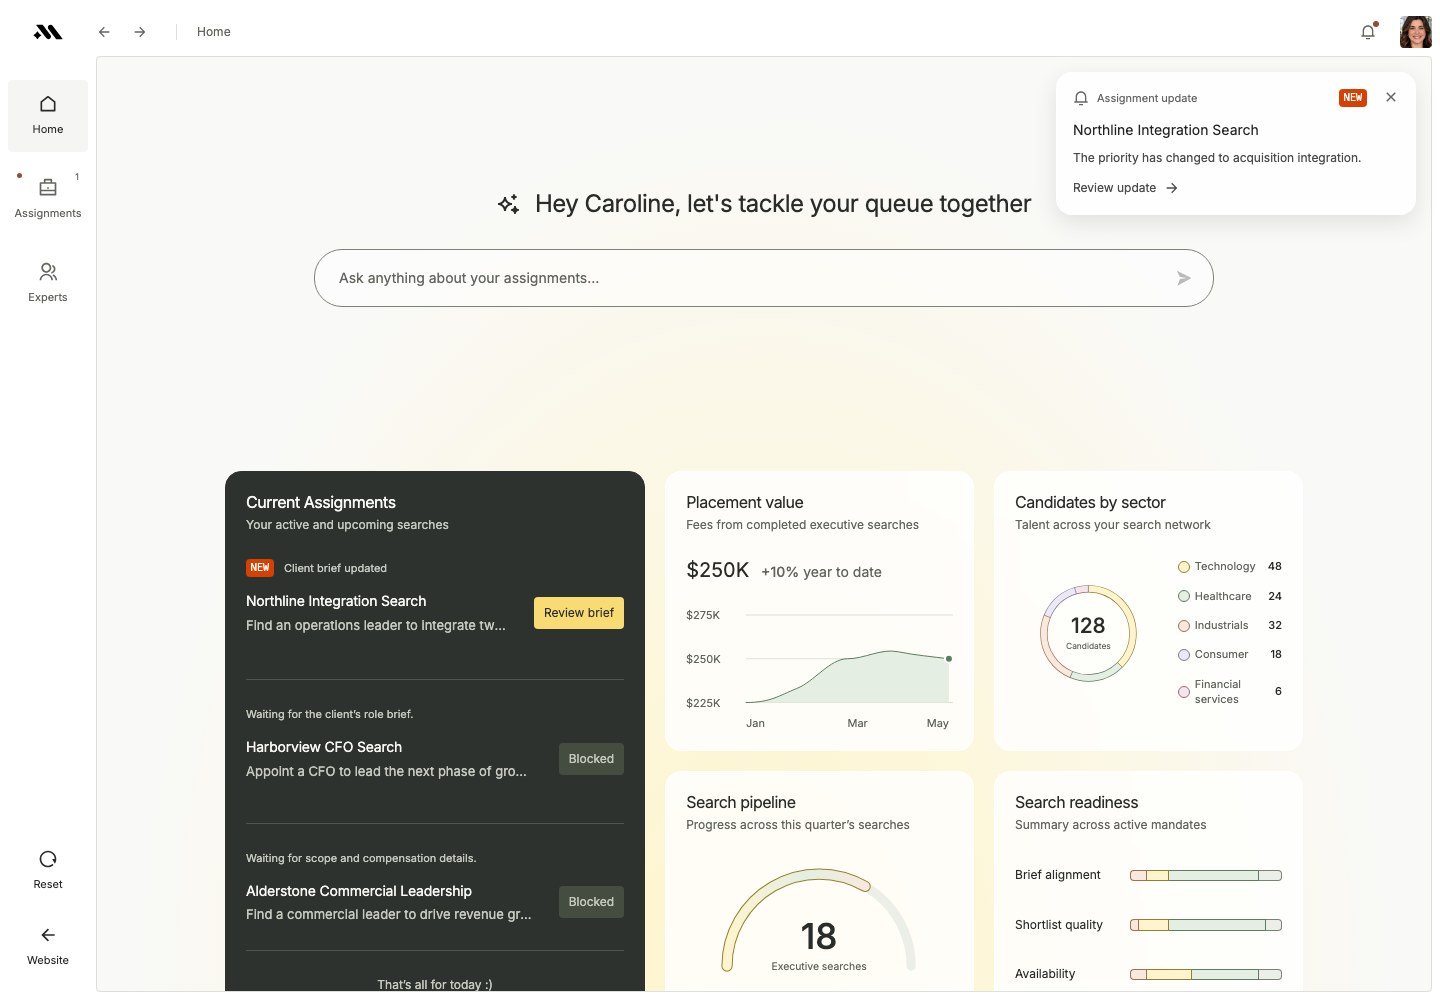 Home
Home
1
Assignments
Experts
Reset
Website
Assignment update
NEW
Northline Integration Search
The priority has changed to acquisition integration.
Review update
Hey Caroline, let's tackle your queue together
Ask anything about your assignments...
Current Assignments
Your active and upcoming searches
NEW Client brief updated
Northline Integration Search
Find an operations leader to integrate tw...
Review brief
Waiting for the client's role brief.
Harborview CFO Search
Appoint a CFO to lead the next phase of gro...
Blocked
Waiting for scope and compensation details.
Alderstone Commercial Leadership
Find a commercial leader to drive revenue gr...
Blocked
That's all for today :)
Placement value
Fees from completed executive searches
$250K +10% year to date
$275K
$250K
$225K
Jan Mar May
Candidates by sector
Talent across your search network
128
Candidates
Technology 48
Healthcare 24
Industrials 32
Consumer 18
Financial
services 6
Search pipeline
Progress across this quarter's searches
18
Executive searches
Search readiness
Summary across active mandates
Brief alignment
Shortlist quality
Availability